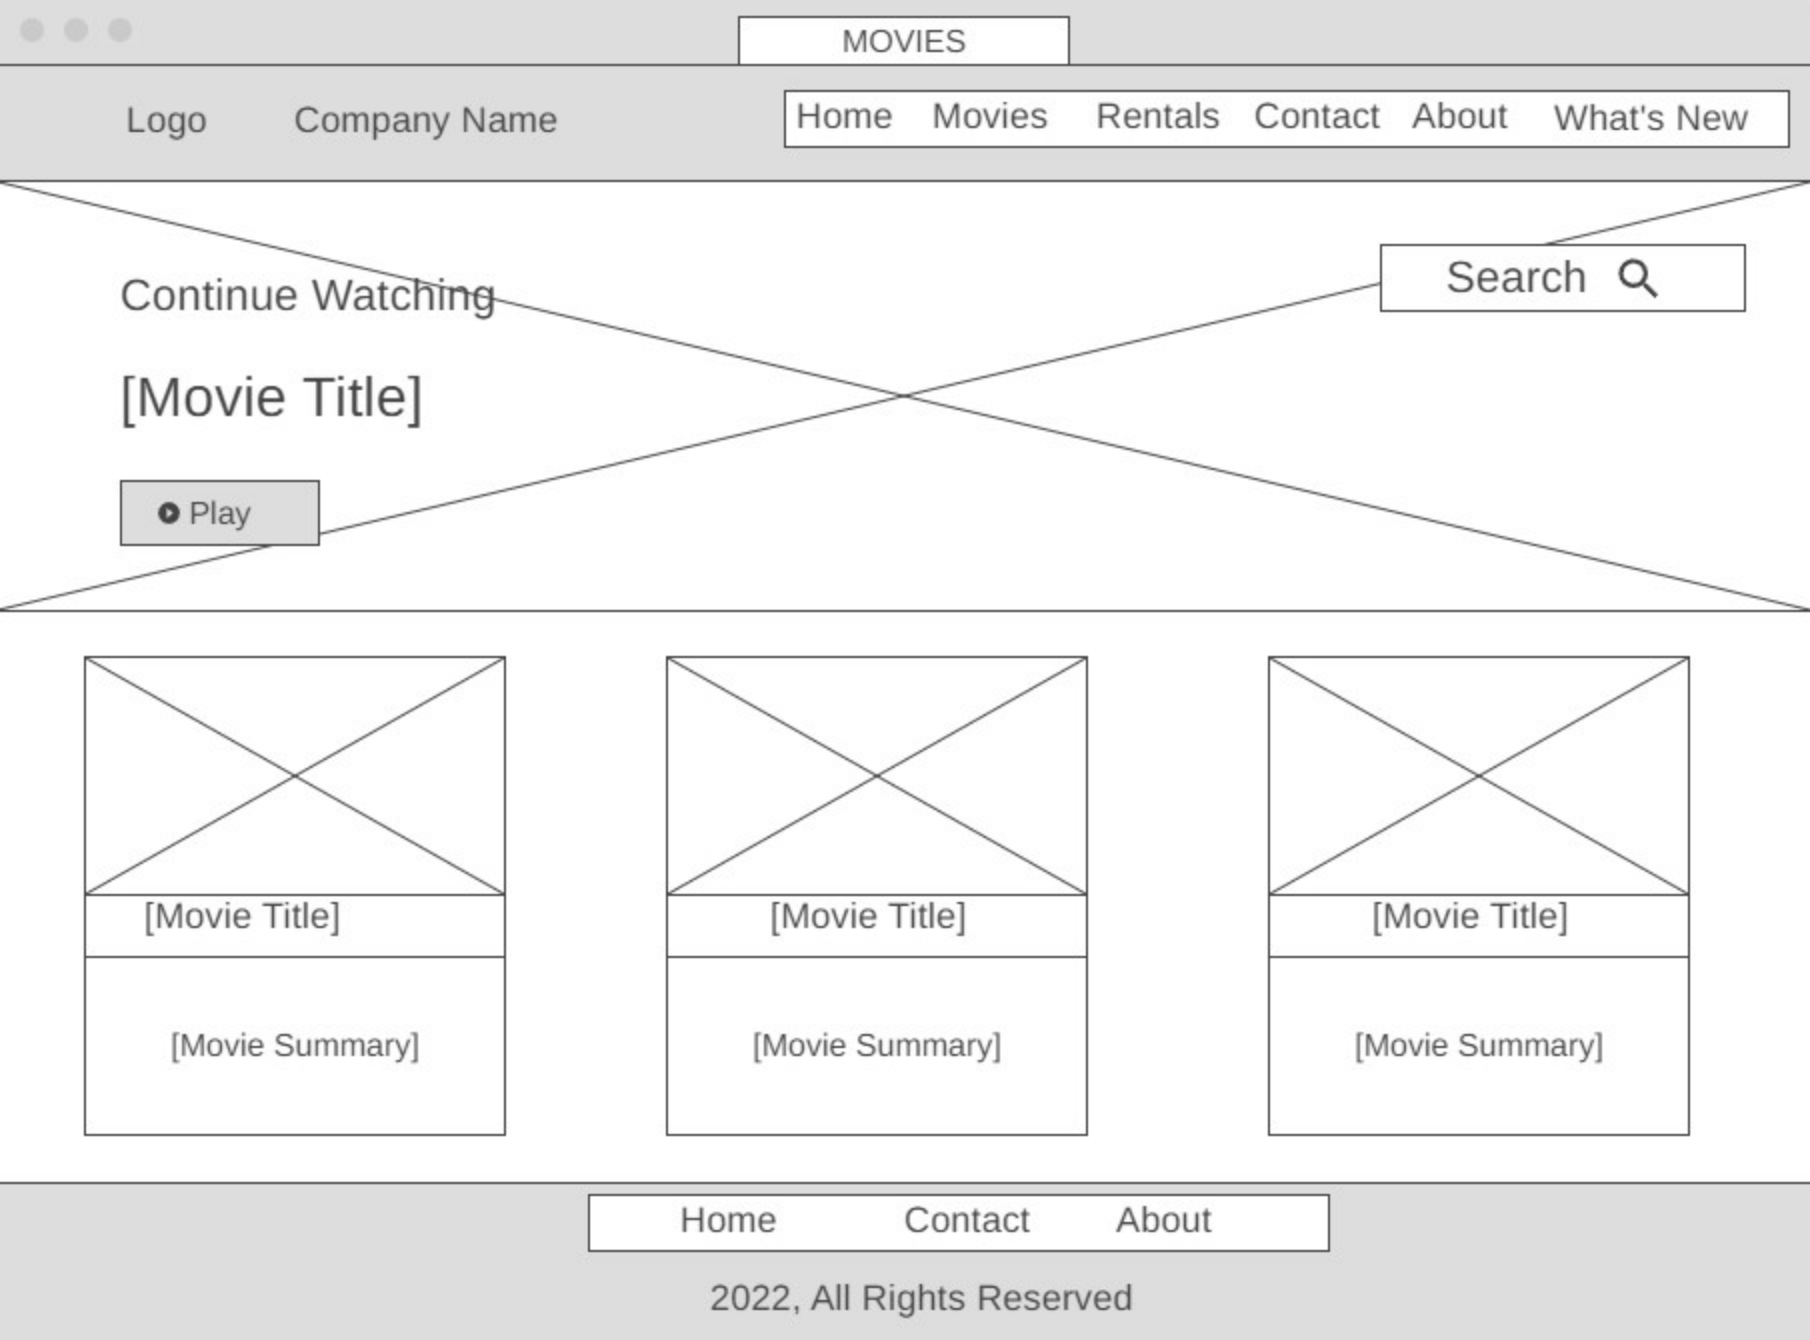 MOVIES
Logo Company Name Home Movies Rentals Contact About What's New
Search
Continue Watching
[Movie Title]
Play
[Movie Title] [Movie Title] [Movie Title]
[Movie Summary] [Movie Summary] [Movie Summary]
Home Contact About
2022, All Rights Reserved